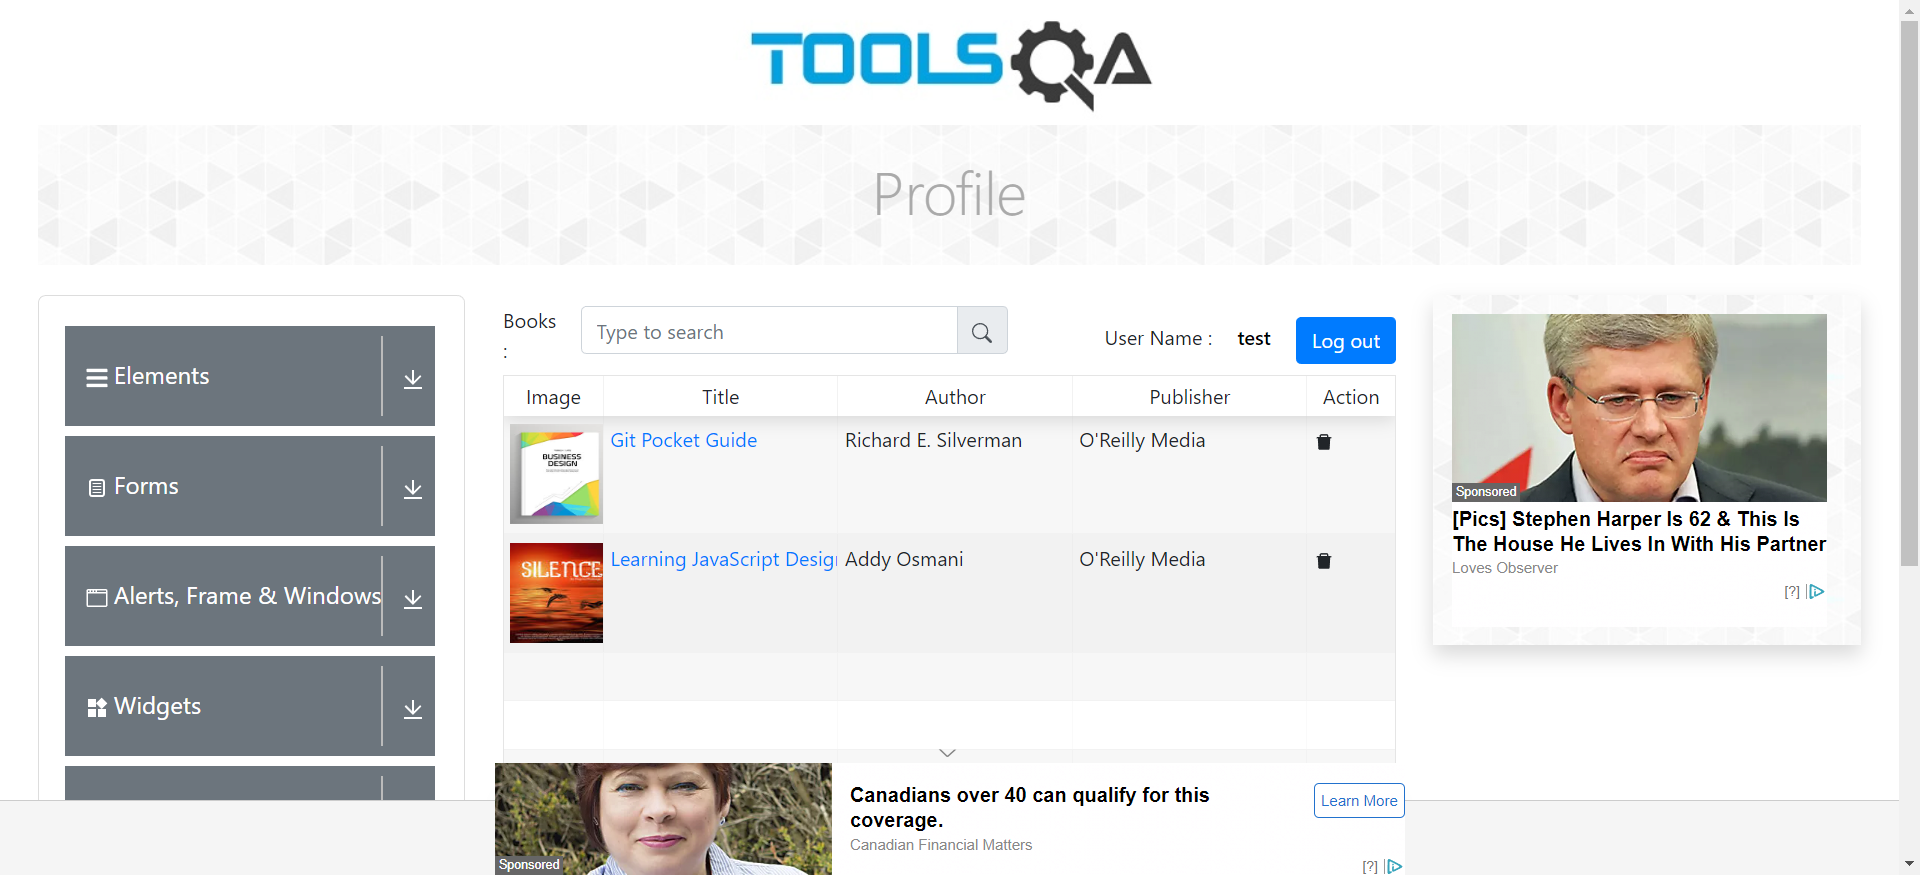 TOOLSQA
Profile
Elements
Forms
Alerts, Frame & Windows
Widgets
Books
:
Type to search
User Name :
test
Log out
Image
Title
Author
Publisher
Action
BUSINESS
DESIGN
Git Pocket Guide
Richard E. Silverman
O'Reilly Media
SILENCE
Learning JavaScript Desig
Addy Osmani
O'Reilly Media
Sponsored
[Pics] Stephen Harper Is 62 & This Is
The House He Lives In With His Partner
Loves Observer
[?]
Sponsored
Canadians over 40 can qualify for this
coverage.
Canadian Financial Matters
Learn More
[?]